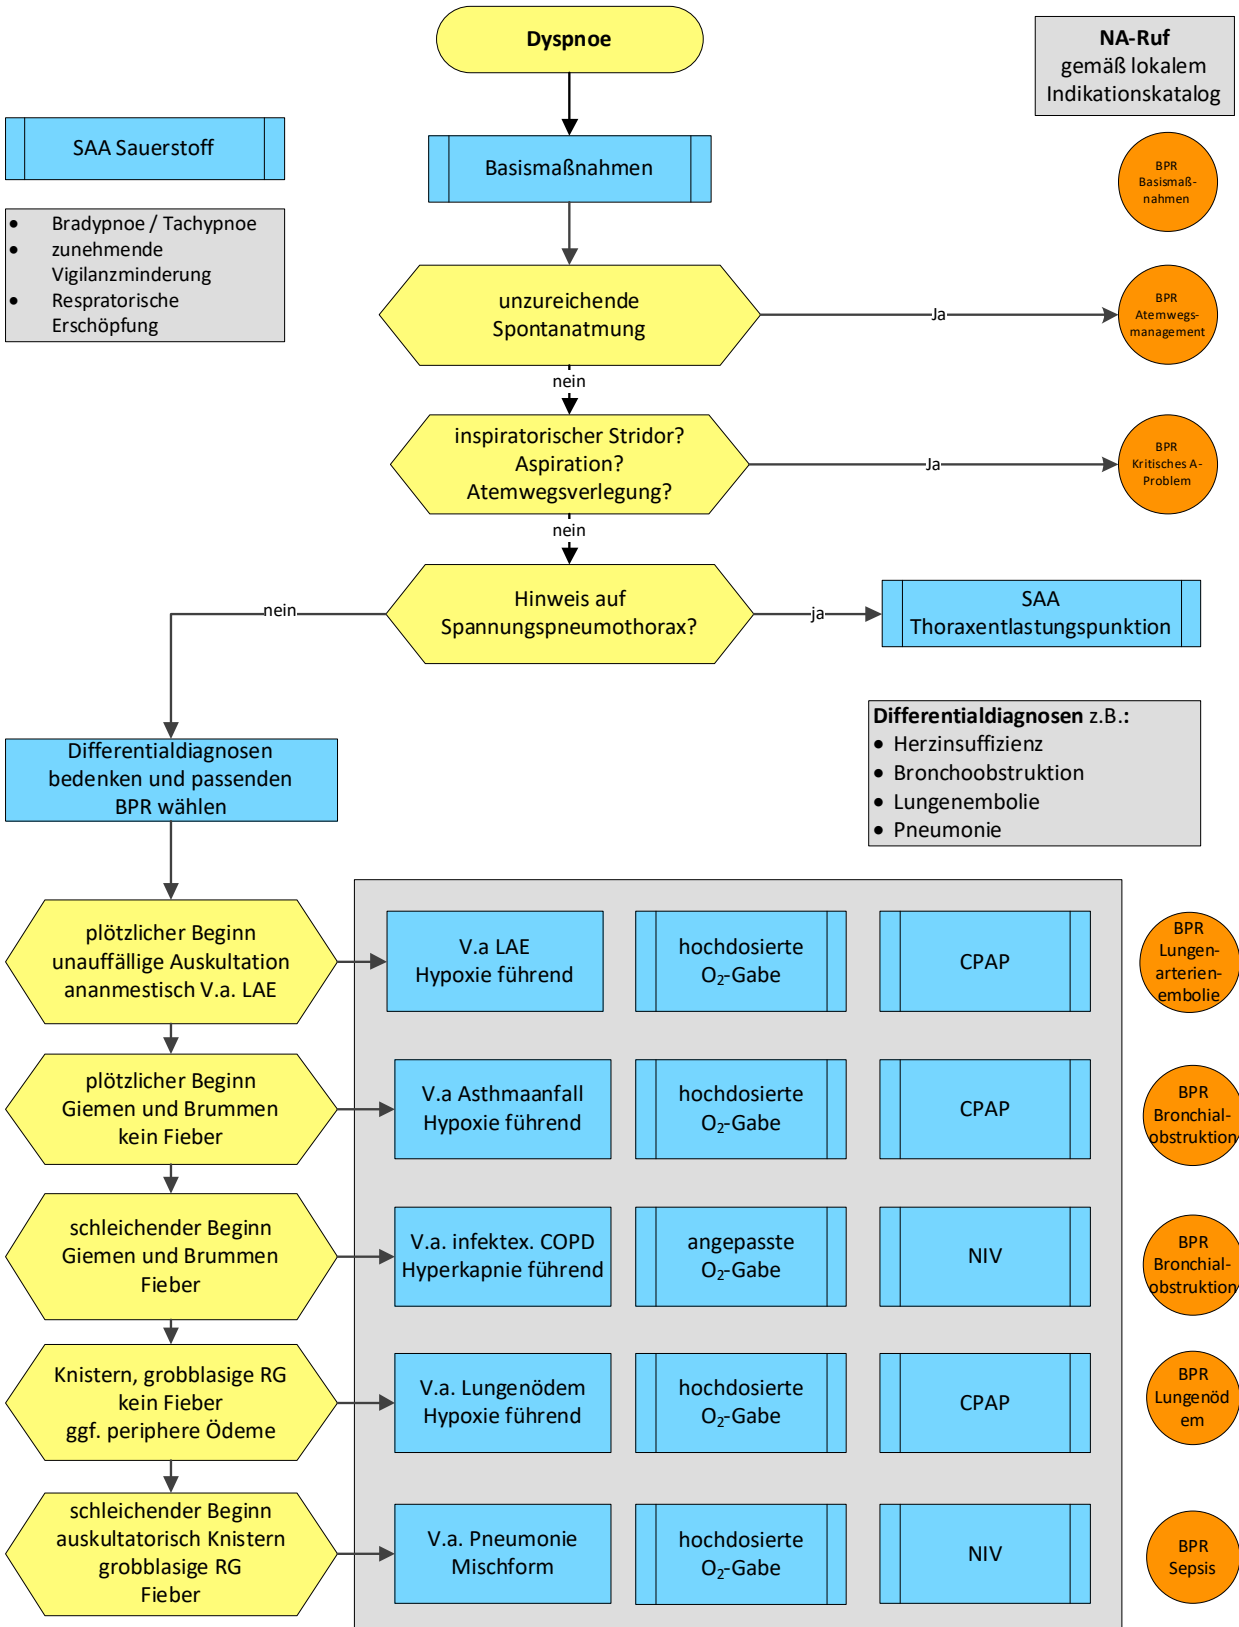 Dyspnoe
NA-Ruf
gemäß lokalem
Indikationskatalog
SAA Sauerstoff
Basismaßnahmen
BPR
Basismaß-
nahmen
• Bradypnoe / Tachypnoe
• zunehmende
Vigilanzminderung
• Respratorische
Erschöpfung
unzureichende
Spontanatmung
Ja
BPR
Atemwegs-
management
nein
inspiratorischer Stridor?
Aspiration?
Atemwegsverlegung?
Ja
BPR
Kritisches A-
Problem
nein
Hinweis auf
Spannungspneumothorax?
nein
ja
SAA
Thoraxentlastungspunktion
Differentialdiagnosen
bedenken und passenden
BPR wählen
Differentialdiagnosen z.B.:
• Herzinsuffizienz
• Bronchoobstruktion
• Lungenembolie
• Pneumonie
plötzlicher Beginn
unauffällige Auskultation
ananmestisch V.a. LAE
V.a LAE
Hypoxie führend
hochdosierte
O₂-Gabe
CPAP
BPR
Lungen-
arterien-
embolie
plötzlicher Beginn
Giemen und Brummen
kein Fieber
V.a Asthmaanfall
Hypoxie führend
hochdosierte
O₂-Gabe
CPAP
BPR
Bronchial-
obstruktion
schleichender Beginn
Giemen und Brummen
Fieber
V.a. infektex. COPD
Hyperkapnie führend
angepasste
O₂-Gabe
NIV
BPR
Bronchial-
obstruktion
Knistern, grobblasige RG
kein Fieber
ggf. periphere Ödeme
V.a. Lungenödem
Hypoxie führend
hochdosierte
O₂-Gabe
CPAP
BPR
Lungenöd
em
schleichender Beginn
auskultatorisch Knistern
grobblasige RG
Fieber
V.a. Pneumonie
Mischform
hochdosierte
O₂-Gabe
NIV
BPR
Sepsis